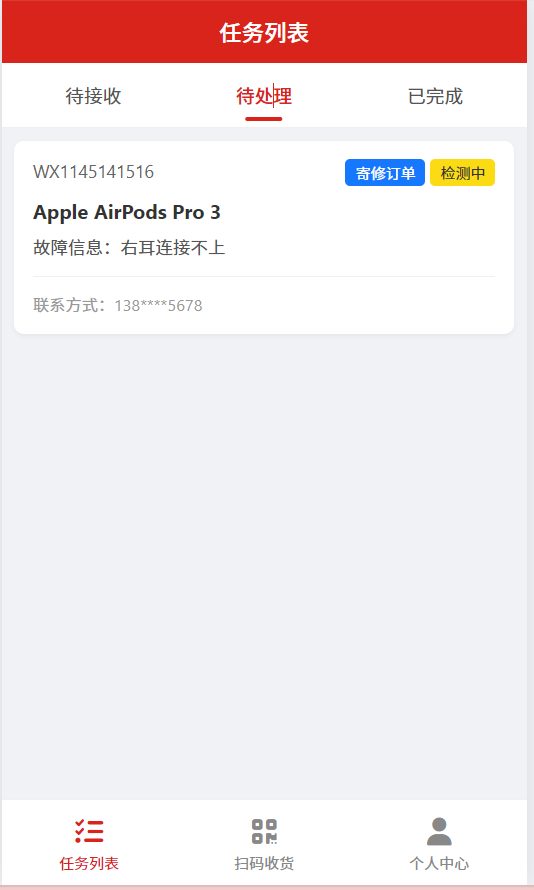 任务列表
待接收 待处理 已完成
WX1145141516 寄修订单 检测中
Apple AirPods Pro 3
故障信息：右耳连接不上
联系方式：138****5678
任务列表 扫码收货 个人中心